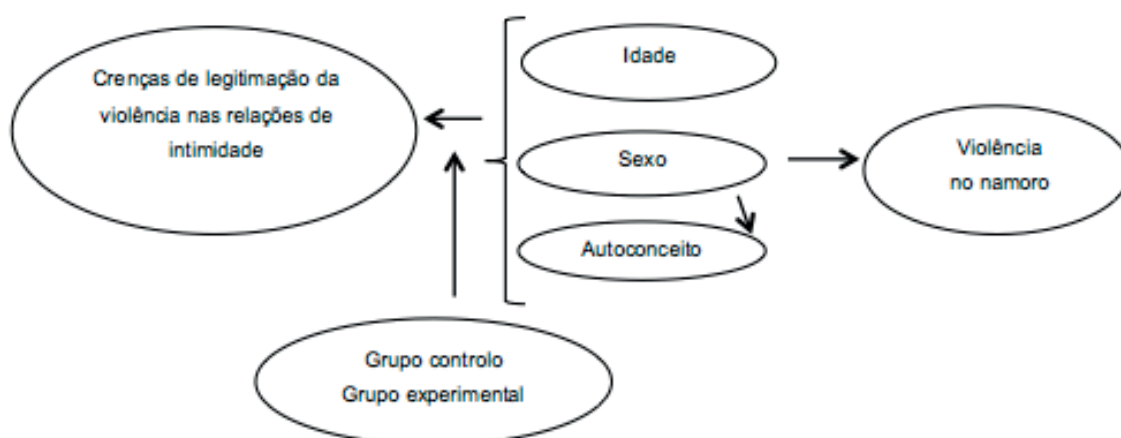 Crenças de legitimação da
violência nas relações de
intimidade
Idade
Sexo
Autoconceito
Violência
no namoro
Grupo controlo
Grupo experimental